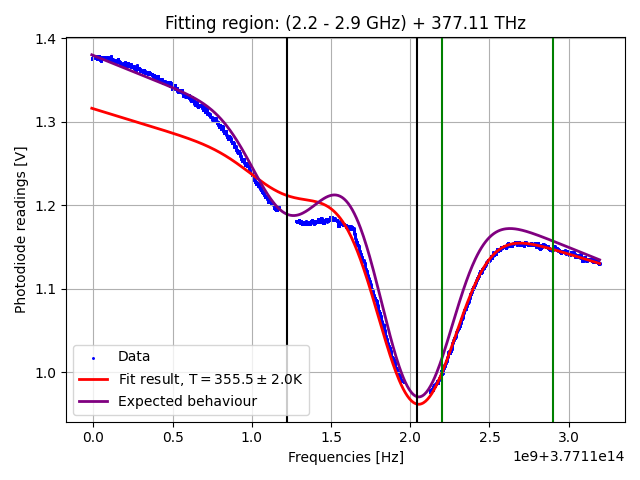 Fitting region: (2.2 - 2.9 GHz) + 377.11 THz
1.4
1.3
1.2
1.1
1.0
Photodiode readings [V]
Data
Fit result, T = 355.5 ± 2.0K
Expected behaviour
0.0 0.5 1.0 1.5 2.0 2.5 3.0
Frequencies [Hz]
1e9+3.7711e14